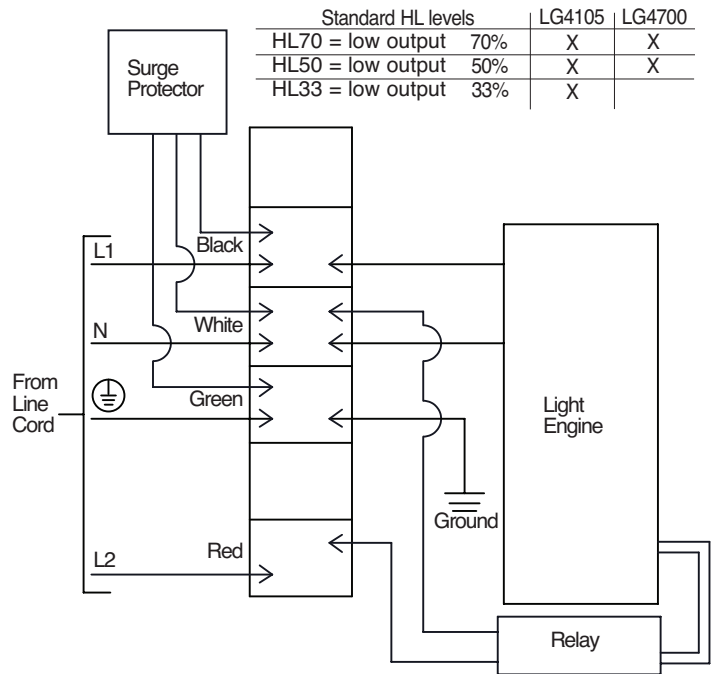 Standard HL levels LG4105 LG4700
HL70 = low output 70% X X
HL50 = low output 50% X X
HL33 = low output 33% X
Surge
Protector
Black
L1
White
N
Green
From
Line
Cord
Light
Engine
Ground
Red
L2
Relay